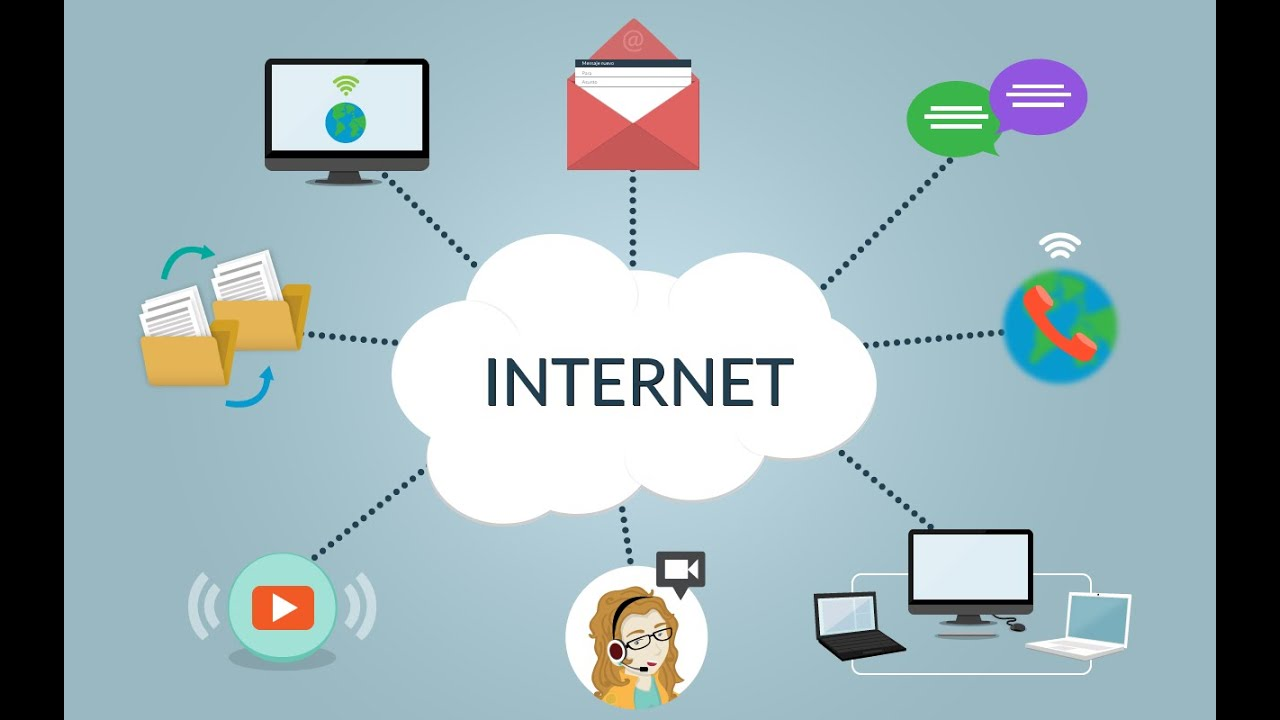 @
Mensaje nuevo
Para
Asunto
INTERNET